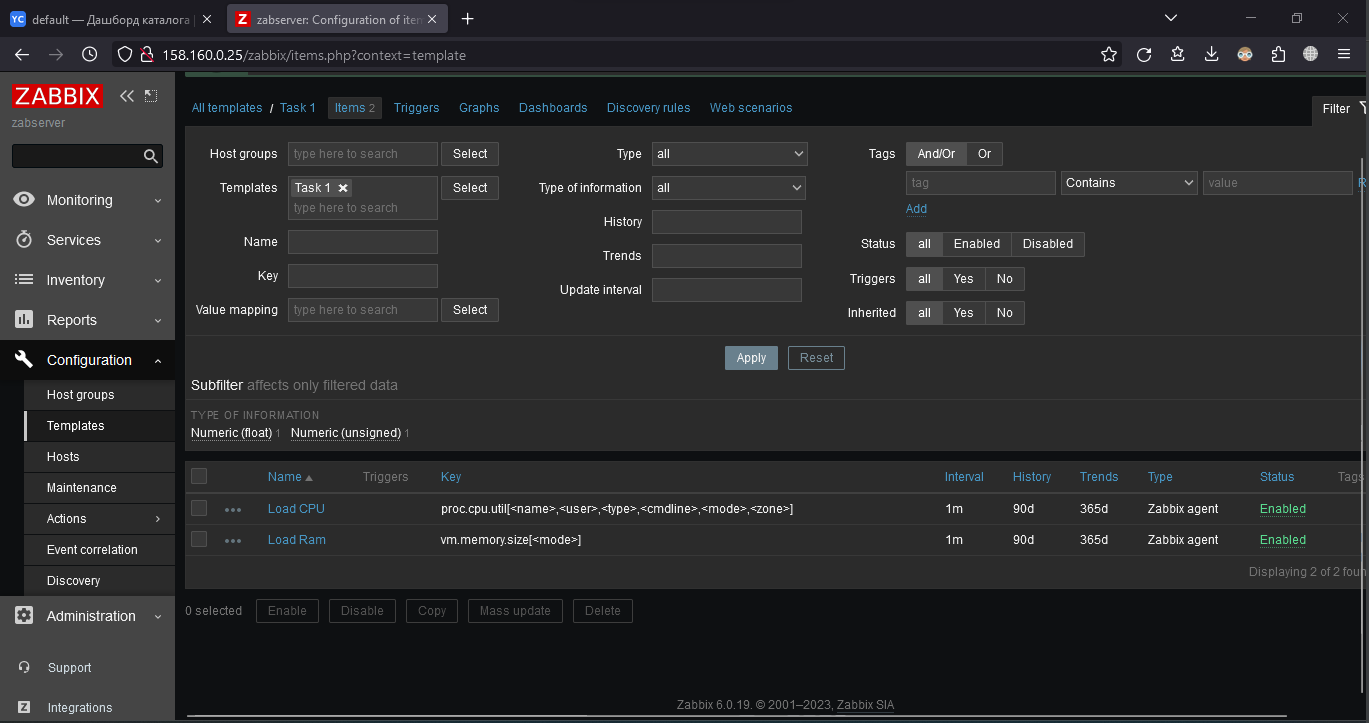 YC default — Дашборд каталога
Z zabserver: Configuration of iten
158.160.0.25/zabbix/items.php?context=template
ZABBIX
zabserver
Monitoring
Services
Inventory
Reports
Configuration
Host groups
Templates
Hosts
Maintenance
Actions
Event correlation
Discovery
Administration
Support
Z Integrations
All templates / Task 1 Items 2 Triggers Graphs Dashboards Discovery rules Web scenarios
Filter
Host groups type here to search Select Type all Tags And/Or Or
Templates Task 1 Select Type of information all tag Contains value R
type here to search History Add
Name Trends Status all Enabled Disabled
Key Update interval Triggers all Yes No
Value mapping type here to search Select Inherited all Yes No
Apply Reset
Subfilter affects only filtered data
TYPE OF INFORMATION
Numeric (float) 1 Numeric (unsigned) 1
Name Triggers Key Interval History Trends Type Status Tags
Load CPU proc.cpu.util[<name>,<user>,<type>,<cmdline>,<mode>,<zone>] 1m 90d 365d Zabbix agent Enabled
Load Ram vm.memory.size[<mode>] 1m 90d 365d Zabbix agent Enabled
Displaying 2 of 2 foun
0 selected Enable Disable Copy Mass update Delete
Zabbix 6.0.19. © 2001–2023, Zabbix SIA